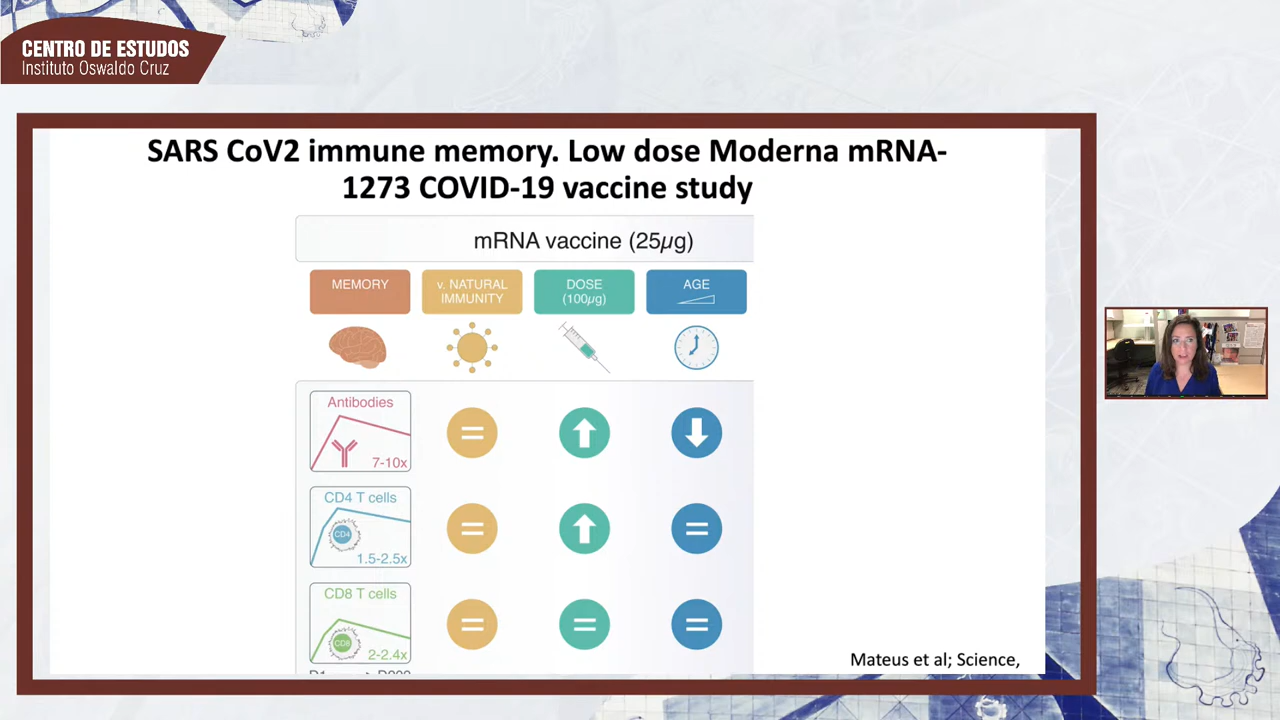 CENTRO DE ESTUDOS
Instituto Oswaldo Cruz
SARS CoV2 immune memory. Low dose Moderna mRNA-
1273 COVID-19 vaccine study
mRNA vaccine (25µg)
MEMORY
v. NATURAL
IMMUNITY
DOSE
(100µg)
AGE
Antibodies
7-10x
CD4 T cells
CD4
1.5-2.5x
CD8 T cells
CD8
2-2.4x
Mateus et al; Science,